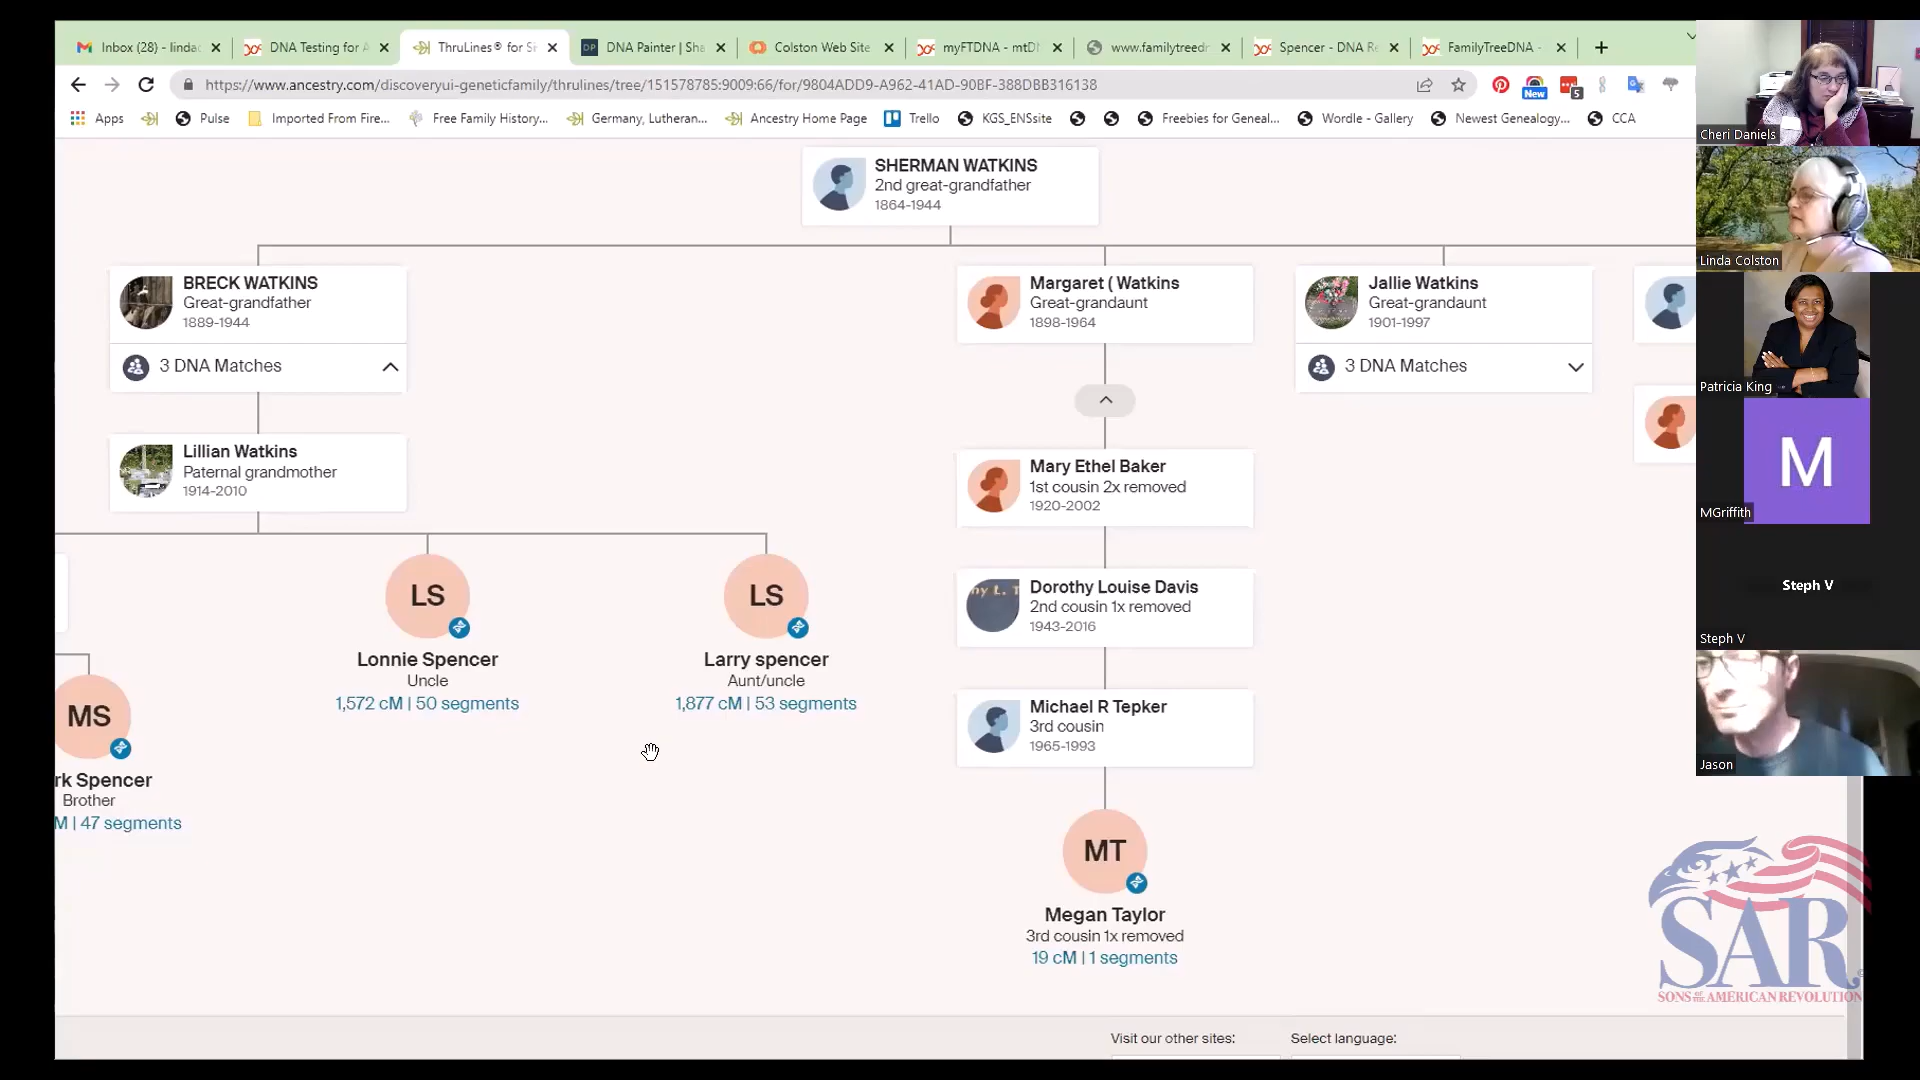 Inbox (28) - linda
DNA Testing for A
ThruLines® for S
DNA Painter | Sha
Colston Web Site
myFTDNA - mtD
www.familytreed
Spencer - DNA R
FamilyTreeDNA -
https://www.ancestry.com/discoveryui-geneticfamily/thrulines/tree/151578785:9009:66/for/9804ADD9-A962-41AD-90BF-388DBB316138
New
5
Apps
Pulse
Imported From Fire...
Free Family History...
Germany, Lutheran...
Ancestry Home Page
Trello
KGS_ENSsite
Freebies for Geneal...
Wordle - Gallery
Newest Genealogy...
CCA
SHERMAN WATKINS
2nd great-grandfather
1864-1944
BRECK WATKINS
Great-grandfather
1889-1944
3 DNA Matches
Margaret ( Watkins
Great-grandaunt
1898-1964
Jallie Watkins
Great-grandaunt
1901-1997
3 DNA Matches
Lillian Watkins
Paternal grandmother
1914-2010
Mary Ethel Baker
1st cousin 2x removed
1920-2002
LS
Lonnie Spencer
Uncle
1,572 cM | 50 segments
LS
Larry spencer
Aunt/uncle
1,877 cM | 53 segments
Dorothy Louise Davis
2nd cousin 1x removed
1943-2016
MS
rk Spencer
Brother
M | 47 segments
Michael R Tepker
3rd cousin
1965-1993
MT
Megan Taylor
3rd cousin 1x removed
19 cM | 1 segments
Visit our other sites:
Select language:
Cheri Daniels
Linda Colston
Patricia King
M
MGriffith
Steph V
Steph V
Jason
SAR
SONS OF THE AMERICAN REVOLUTION